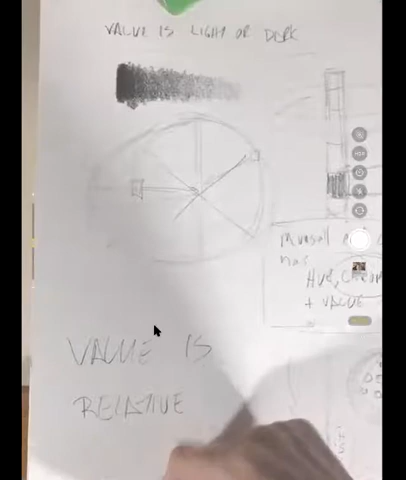 VALUE IS LIGHT OR DARK
Munsell
has
HUE, CHROMA
+ VALUE
VALUE IS
RELATIVE